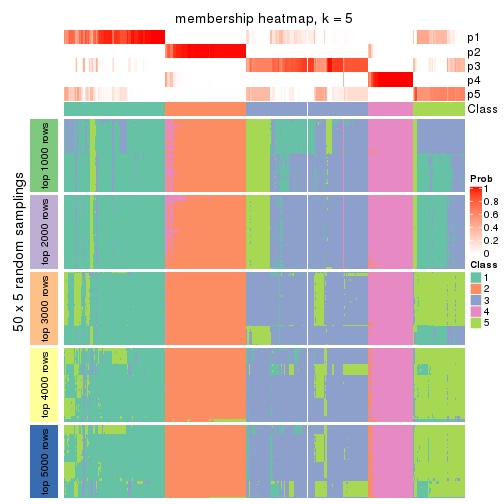 membership heatmap, k = 5
p1
p2
p3
p4
p5
Class
50 x 5 random samplings
top 1000 rows
top 2000 rows
top 3000 rows
top 4000 rows
top 5000 rows
Prob
1
0.8
0.6
0.4
0.2
0
Class
1
2
3
4
5